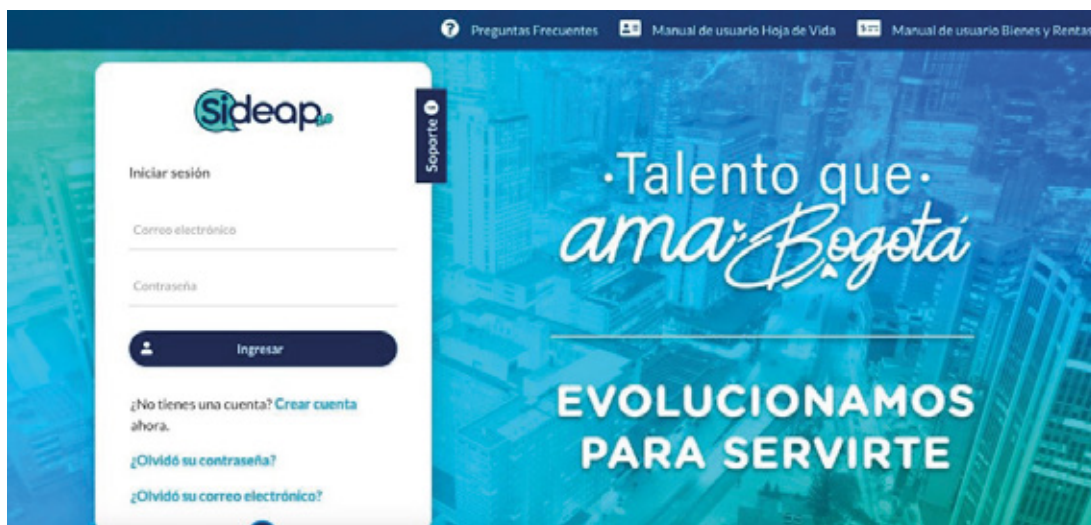 Preguntas Frecuentes
Manual de usuario Hoja de Vida
Manual de usuario Bienes y Rentas
Sideap
Soporte
Iniciar sesión
Correo electrónico
Contraseña
Ingresar
¿No tienes una cuenta? Crear cuenta
ahora.
¿Olvidó su contraseña?
¿Olvidó su correo electrónico?
·Talento que·
ama Bogotá
EVOLUCIONAMOS
PARA SERVIRTE